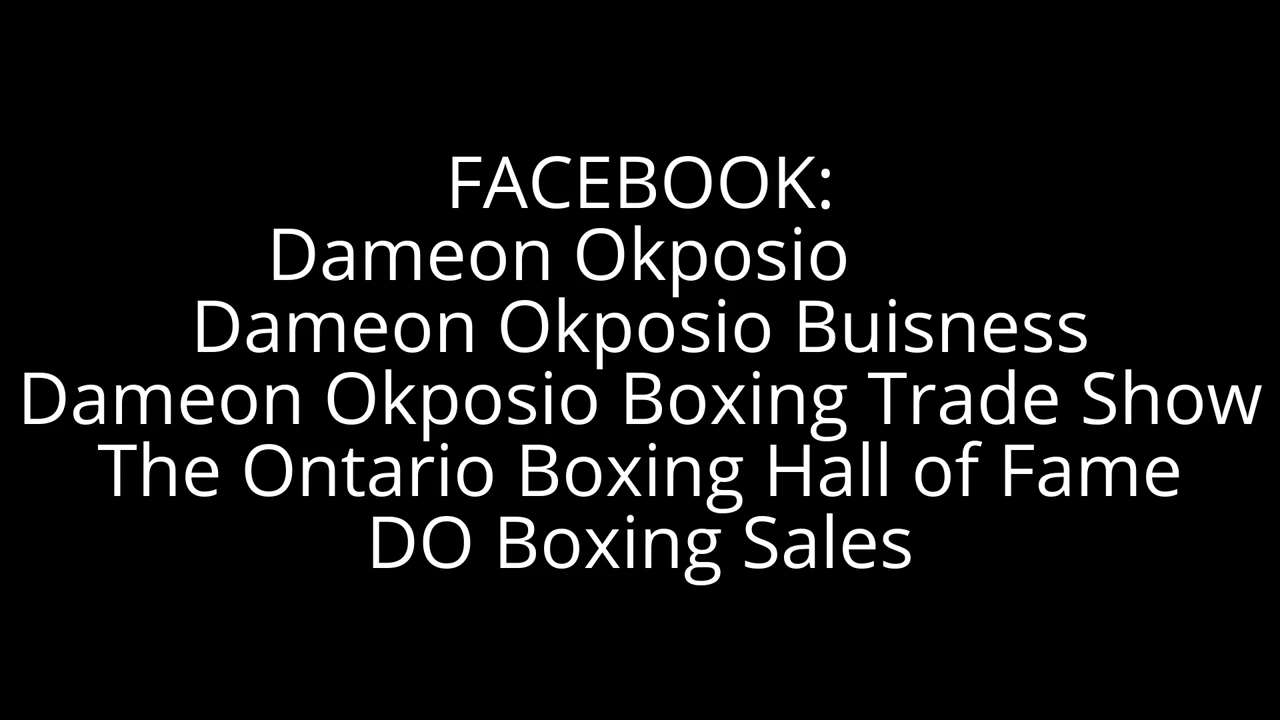 FACEBOOK:
Dameon Okposio
Dameon Okposio Buisness
Dameon Okposio Boxing Trade Show
The Ontario Boxing Hall of Fame
DO Boxing Sales